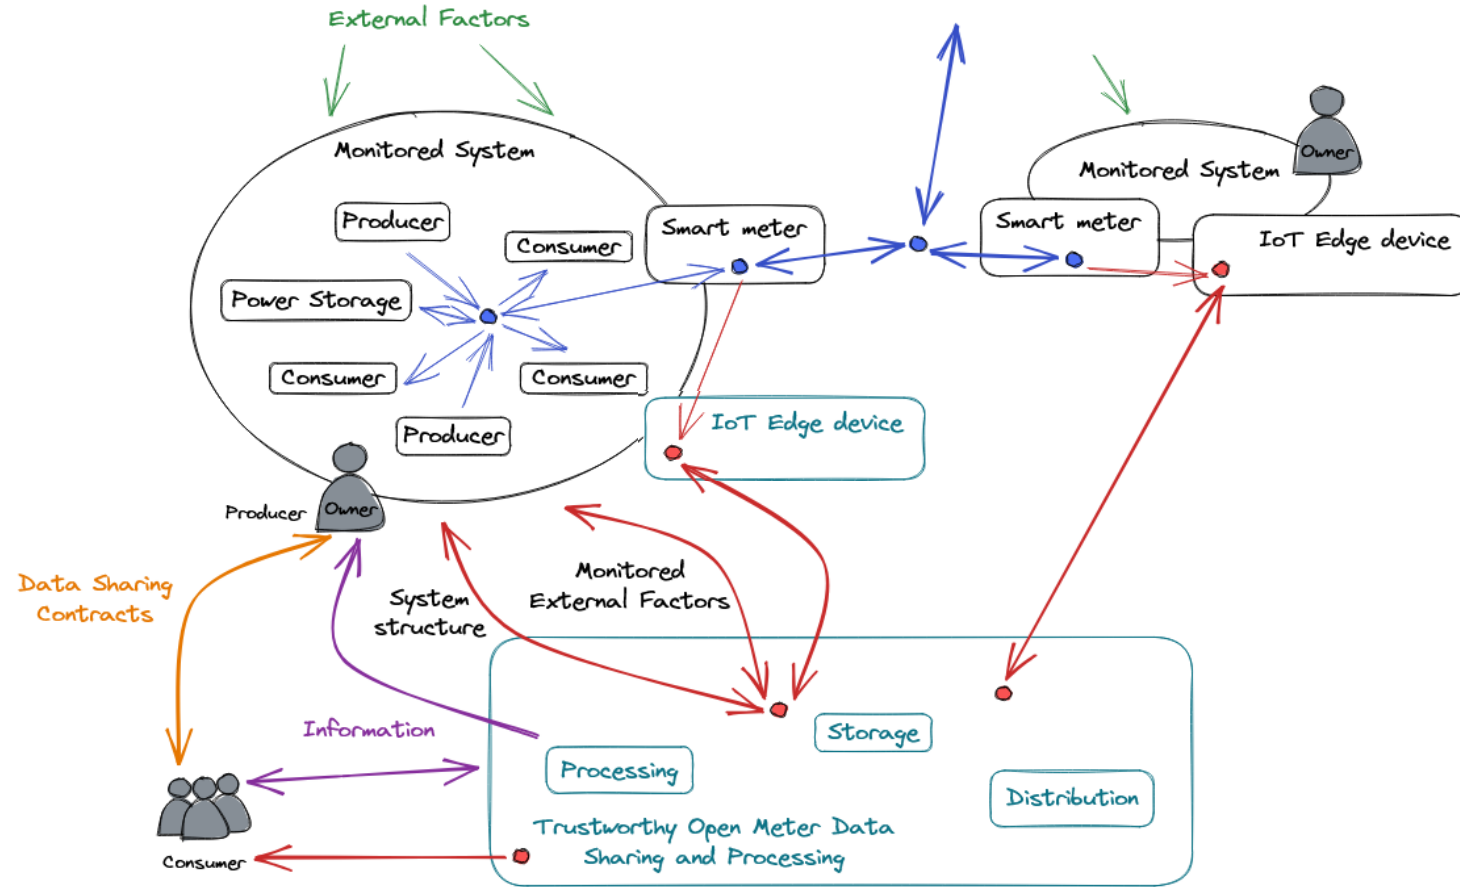 External Factors
Monitored System
Producer
Consumer
Power Storage
Consumer
Consumer
Producer
Smart meter
Smart meter
Monitored System
Owner
IoT Edge device
IoT Edge device
Producer
Owner
Data Sharing
Contracts
System
structure
Monitored
External Factors
Information
Processing
Storage
Distribution
Trustworthy Open Meter Data
Sharing and Processing
Consumer